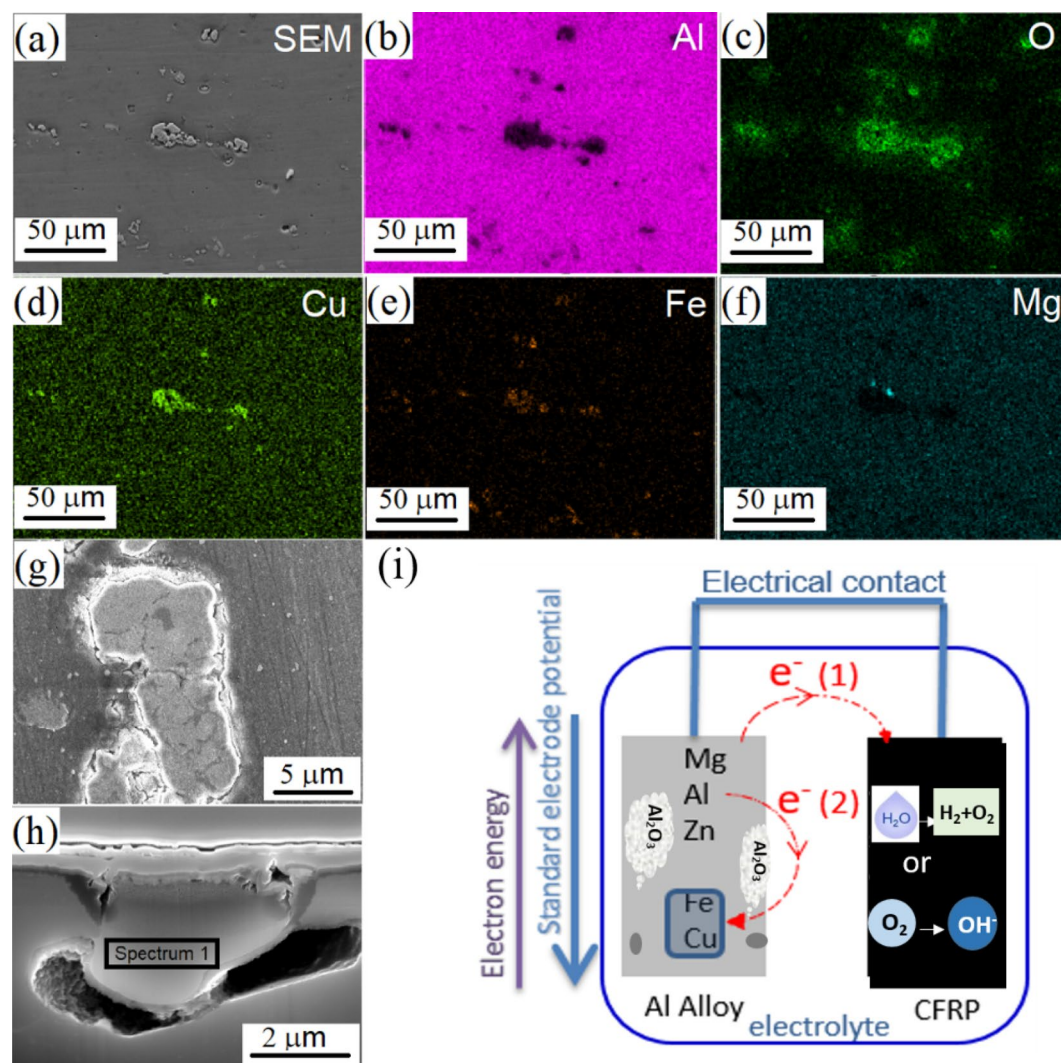 (a) SEM
50 μm
(b) Al
50 μm
(c) O
50 μm
(d) Cu
50 μm
(e) Fe
50 μm
(f) Mg
50 μm
(g)
5 μm
(h)
Spectrum 1
2 μm
(i)
Electrical contact
Electron energy
Standard electrode potential
e⁻ (1)
Mg
Al
Zn
e⁻ (2)
Al₂O₃
Al₂O₃
Fe
Cu
H₂O
H₂+O₂
or
O₂
OH⁻
Al Alloy
CFRP
electrolyte